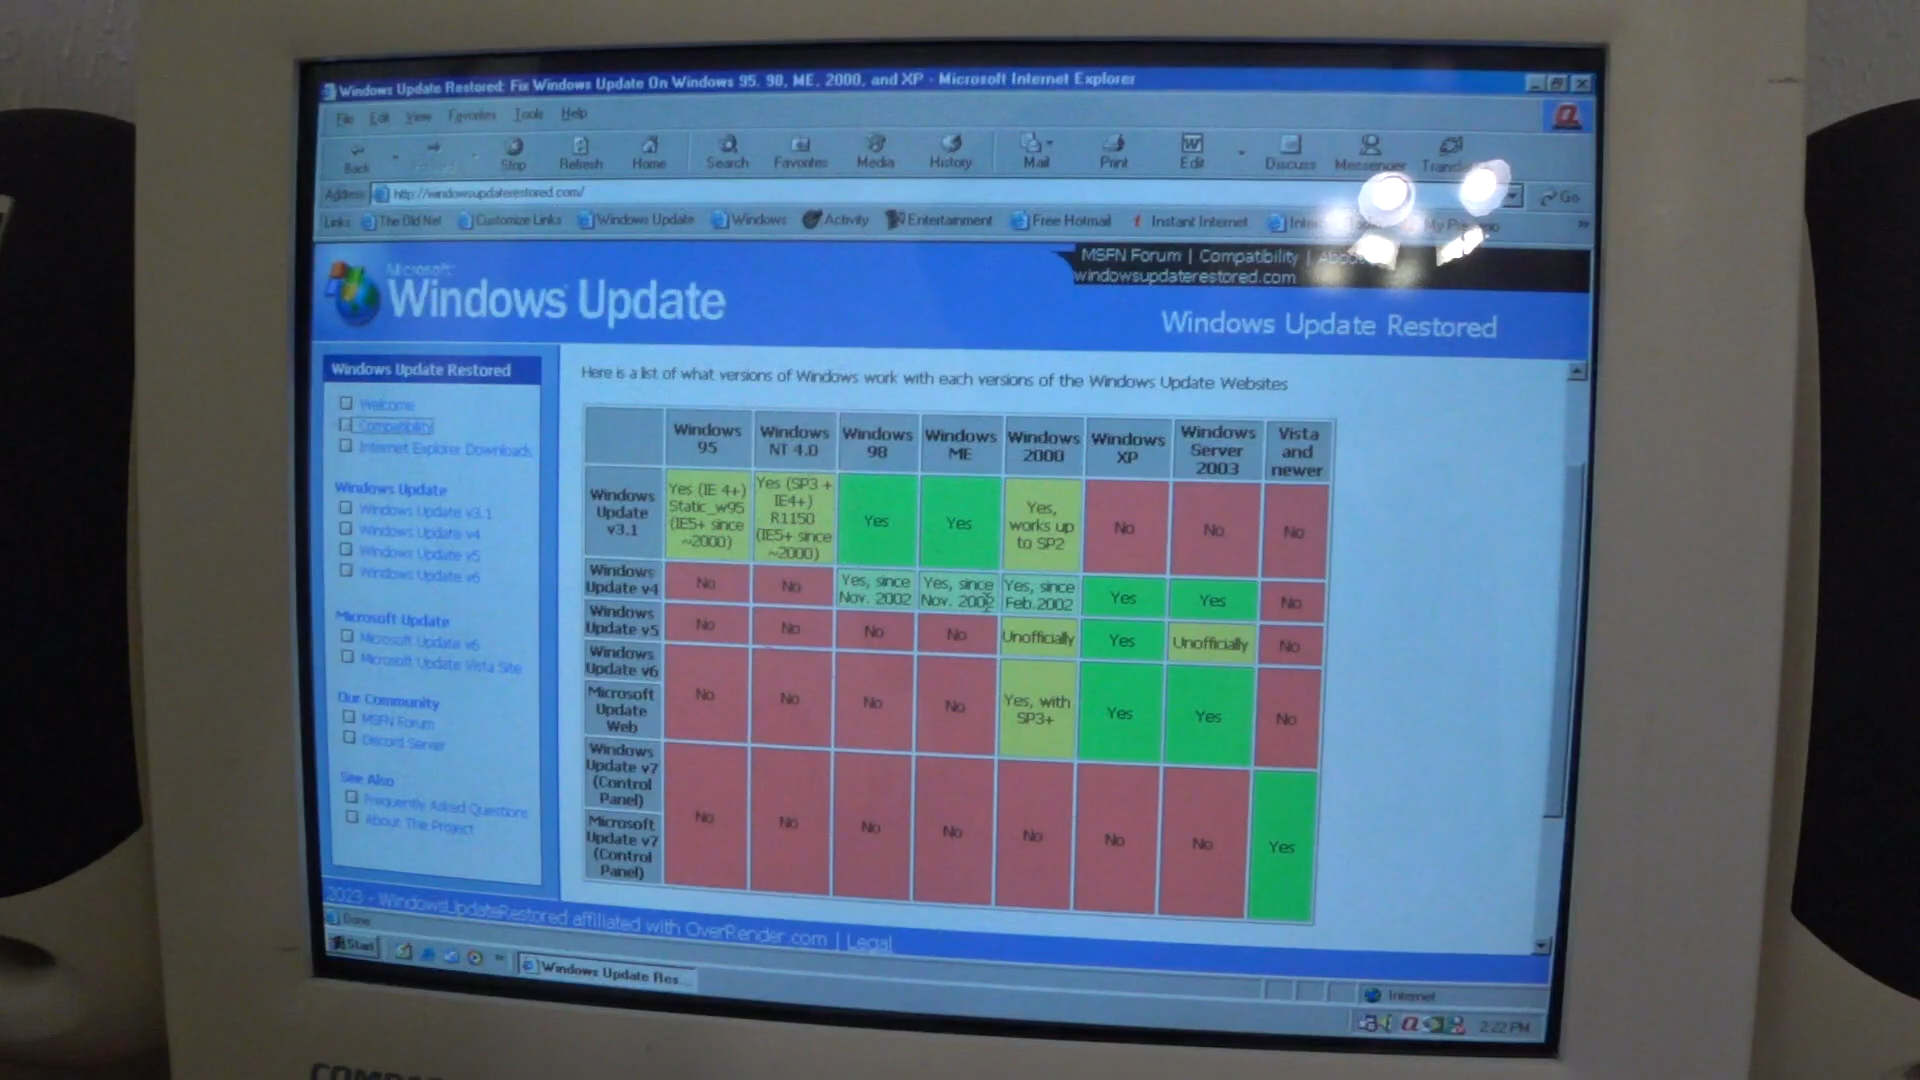 Windows Update Restored: Fix Windows Update On Windows 95, 98, ME, 2000, and XP - Microsoft Internet Explorer
File Edit View Favorites Tools Help
Back Stop Refresh Home Search Favorites Media History Mail Print Edit Discuss Messenger
Address http://windowsupdaterestored.com/ Go
Links The Old Net Customize Links Windows Update Windows Activity Entertainment Free Hotmail Instant Internet
MSFN Forum | Compatibility | About
windowsupdaterestored.com
Microsoft
Windows Update
Windows Update Restored
Windows Update Restored
Welcome
Compatibility
Internet Explorer Downloads
Windows Update
Windows Update v3.1
Windows Update v4
Windows Update v5
Windows Update v6
Microsoft Update
Microsoft Update v6
Microsoft Update Vista Site
Our Community
MSFN Forum
Discord Server
See Also
Frequently Asked Questions
About The Project
Here is a list of what versions of Windows work with each versions of the Windows Update Websites
Windows 95 Windows NT 4.0 Windows 98 Windows ME Windows 2000 Windows XP Windows Server 2003 Vista and newer
Windows Update v3.1 Yes (IE 4+) Static_w95 (IE5+ since ~2000) Yes (SP3 + IE4+) R1150 (IE5+ since ~2000) Yes Yes Yes, works up to SP2 No No No
Windows Update v4 No No Yes, since Nov. 2002 Yes, since Nov. 2002 Yes, since Feb.2002 Yes Yes No
Windows Update v5 No No No No Unofficially Yes Unofficially No
Windows Update v6
Microsoft Update Web No No No No Yes, with SP3+ Yes Yes No
Windows Update v7 (Control Panel)
Microsoft Update v7 (Control Panel) No No No No No No No Yes
2023 - WindowsUpdateRestored affiliated with OverRender.com | Legal
Done
Internet
Start
Windows Update Res...
2:22 PM